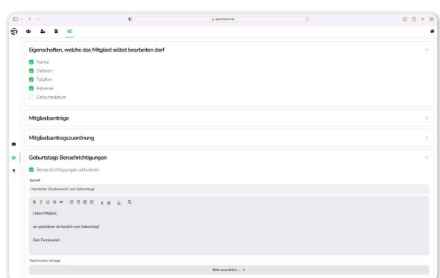 Eigenschaften, welche das Mitglied selbst bearbeiten darf
Name
Dateien
Telefon
Adresse
Geburtsdatum
Mitgliedsanträge
Mitgliedsantragszuordnung
Geburtstags Benachrichtigungen
Benachrichtigungen aktivieren
Betreff
Herzlichen Glückwunsch zum Geburtstag!
Liebes Mitglied,
wir gratulieren dir herzlich zum Geburtstag!
Dein Tennisverein
Nachrichten Vorlage
Bitte auswählen ...